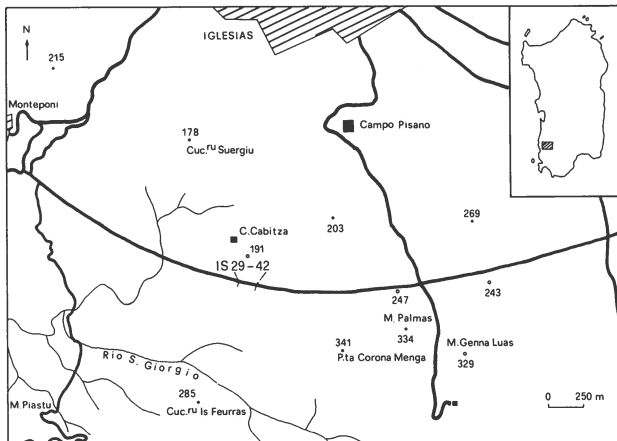 N
IGLESIAS
215
Monteponi
Campo Pisano
178
Cuc.ru Suergiu
203
269
C.Cabitza
191
IS 29-42
247
243
M. Palmas
334
341
P.ta Corona Menga
M. Genna Luas
329
Rio S. Giorgio
285
Cuc.ru Is Feurras
M. Piastu
0 250 m